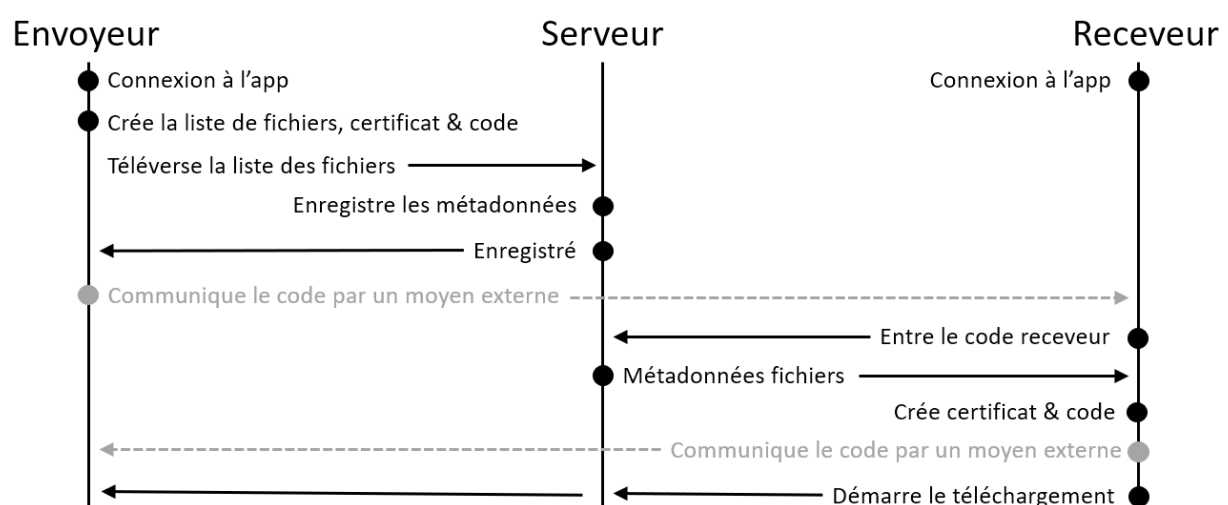 Envoyeur Serveur Receveur
Connexion à l’app Connexion à l’app
Crée la liste de fichiers, certificat & code
Téléverse la liste des fichiers
Enregistre les métadonnées
Enregistré
Communique le code par un moyen externe
Entre le code receveur
Métadonnées fichiers
Crée certificat & code
Communique le code par un moyen externe
Démarre le téléchargement